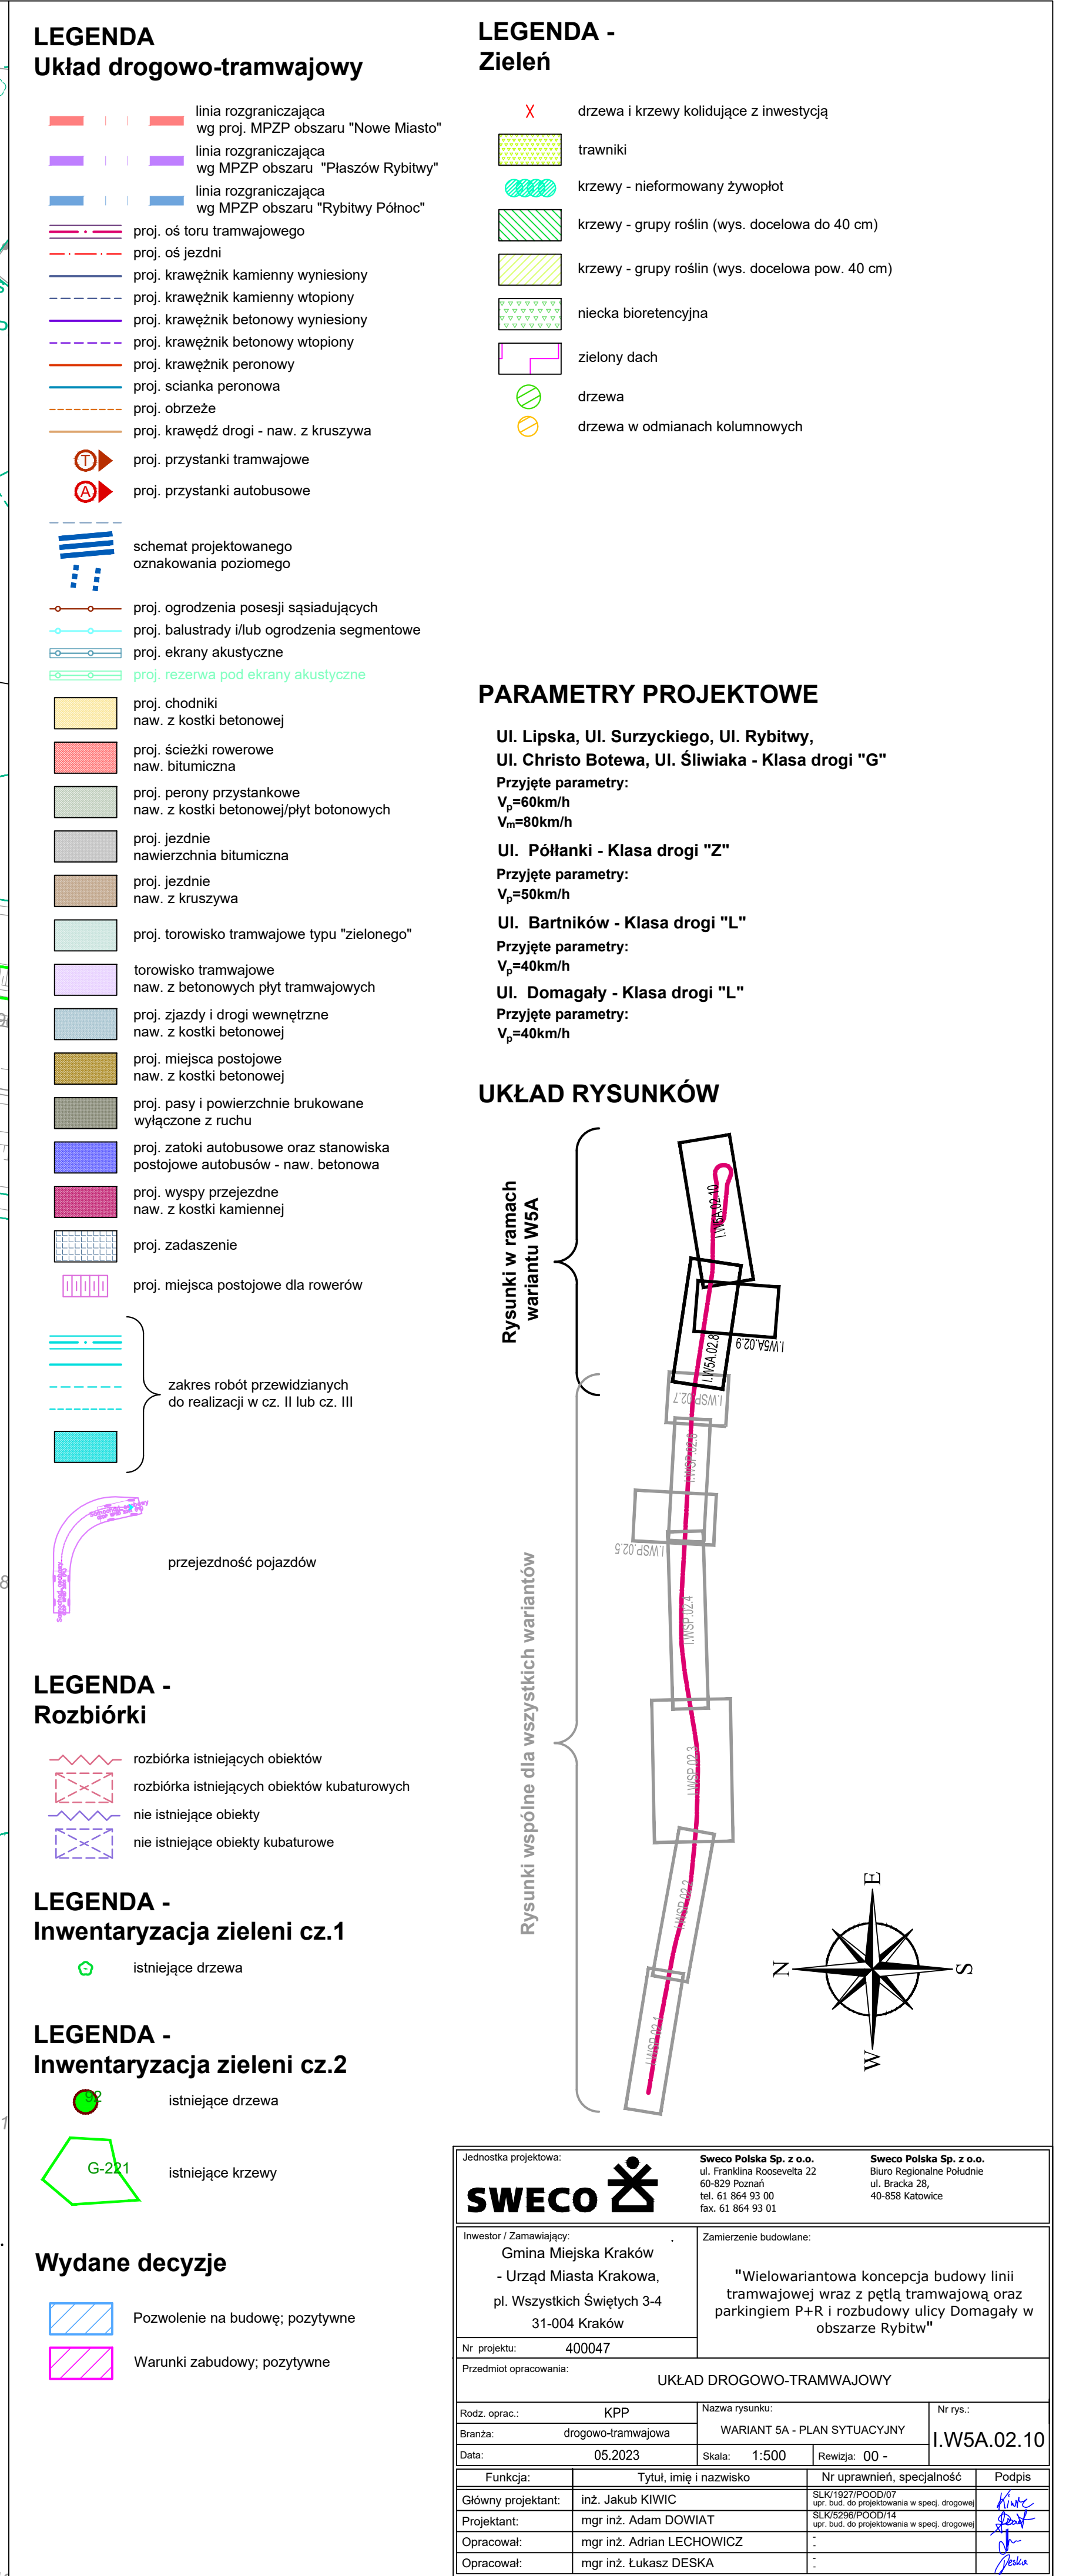 LEGENDA
Układ drogowo-tramwajowy
linia rozgraniczająca
wg proj. MPZP obszaru "Nowe Miasto"
linia rozgraniczająca
wg MPZP obszaru "Płaszów Rybitwy"
linia rozgraniczająca
wg MPZP obszaru "Rybitwy Północ"
proj. oś toru tramwajowego
proj. oś jezdni
proj. krawężnik kamienny wyniesiony
proj. krawężnik kamienny wtopiony
proj. krawężnik betonowy wyniesiony
proj. krawężnik betonowy wtopiony
proj. krawężnik peronowy
proj. scianka peronowa
proj. obrzeże
proj. krawędź drogi - naw. z kruszywa
T
proj. przystanki tramwajowe
A
proj. przystanki autobusowe
schemat projektowanego
oznakowania poziomego
proj. ogrodzenia posesji sąsiadujących
proj. balustrady i/lub ogrodzenia segmentowe
proj. ekrany akustyczne
proj. rezerwa pod ekrany akustyczne
proj. chodniki
naw. z kostki betonowej
proj. ścieżki rowerowe
naw. bitumiczna
proj. perony przystankowe
naw. z kostki betonowej/płyt botonowych
proj. jezdnie
nawierzchnia bitumiczna
proj. jezdnie
naw. z kruszywa
proj. torowisko tramwajowe typu "zielonego"
torowisko tramwajowe
naw. z betonowych płyt tramwajowych
proj. zjazdy i drogi wewnętrzne
naw. z kostki betonowej
proj. miejsca postojowe
naw. z kostki betonowej
proj. pasy i powierzchnie brukowane
wyłączone z ruchu
proj. zatoki autobusowe oraz stanowiska
postojowe autobusów - naw. betonowa
proj. wyspy przejezdne
naw. z kostki kamiennej
proj. zadaszenie
proj. miejsca postojowe dla rowerów
zakres robót przewidzianych
do realizacji w cz. II lub cz. III
przejezdność pojazdów
LEGENDA -
Rozbiórki
rozbiórka istniejących obiektów
rozbiórka istniejących obiektów kubaturowych
nie istniejące obiekty
nie istniejące obiekty kubaturowe
LEGENDA -
Inwentaryzacja zieleni cz.1
istniejące drzewa
LEGENDA -
Inwentaryzacja zieleni cz.2
92
istniejące drzewa
G-221
istniejące krzewy
Wydane decyzje
Pozwolenie na budowę; pozytywne
Warunki zabudowy; pozytywne
LEGENDA -
Zieleń
drzewa i krzewy kolidujące z inwestycją
trawniki
krzewy - nieformowany żywopłot
krzewy - grupy roślin (wys. docelowa do 40 cm)
krzewy - grupy roślin (wys. docelowa pow. 40 cm)
niecka bioretencyjna
zielony dach
drzewa
drzewa w odmianach kolumnowych
PARAMETRY PROJEKTOWE
Ul. Lipska, Ul. Surzyckiego, Ul. Rybitwy,
Ul. Christo Botewa, Ul. Śliwiaka - Klasa drogi "G"
Przyjęte parametry:
Vp=60km/h
Vm=80km/h
Ul. Półłanki - Klasa drogi "Z"
Przyjęte parametry:
Vp=50km/h
Ul. Bartników - Klasa drogi "L"
Przyjęte parametry:
Vp=40km/h
Ul. Domagały - Klasa drogi "L"
Przyjęte parametry:
Vp=40km/h
UKŁAD RYSUNKÓW
Rysunki w ramach
wariantu W5A
I.W5A.02.10
I.W5A.02.9
I.W5A.02.8
I.WSP.02.7
I.WSP.02.6
I.WSP.02.5
I.WSP.02.4
I.WSP.02.3
I.WSP.02.2
I.WSP.02.1
Rysunki wspólne dla wszystkich wariantów
E
N
S
W
Jednostka projektowa:
SWECO
Sweco Polska Sp. z o.o.
ul. Franklina Roosevelta 22
60-829 Poznań
tel. 61 864 93 00
fax. 61 864 93 01
Sweco Polska Sp. z o.o.
Biuro Regionalne Południe
ul. Bracka 28,
40-858 Katowice
Inwestor / Zamawiający:
Gmina Miejska Kraków
- Urząd Miasta Krakowa,
pl. Wszystkich Świętych 3-4
31-004 Kraków
Nr projektu: 400047
Zamierzenie budowlane:
"Wielowariantowa koncepcja budowy linii
tramwajowej wraz z pętlą tramwajową oraz
parkingiem P+R i rozbudowy ulicy Domagały w
obszarze Rybitw"
Przedmiot opracowania:
UKŁAD DROGOWO-TRAMWAJOWY
Rodz. oprac.: KPP
Branża: drogowo-tramwajowa
Data: 05.2023
Nazwa rysunku:
WARIANT 5A - PLAN SYTUACYJNY
Skala: 1:500
Rewizja: 00 -
Nr rys.:
I.W5A.02.10
Funkcja: Tytuł, imię i nazwisko Nr uprawnień, specjalność Podpis
Główny projektant: inż. Jakub KIWIC SLK/1927/POOD/07
upr. bud. do projektowania w specj. drogowej
Projektant: mgr inż. Adam DOWIAT SLK/5296/POOD/14
upr. bud. do projektowania w specj. drogowej
Opracował: mgr inż. Adrian LECHOWICZ
Opracował: mgr inż. Łukasz DESKA